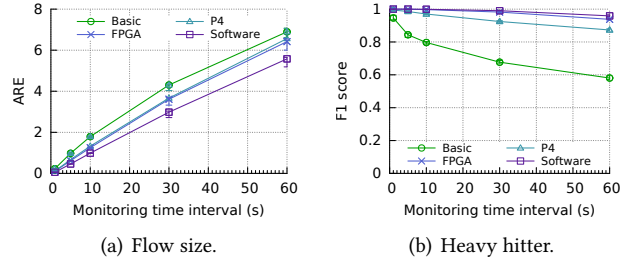 Basic
FPGA
P4
Software
8
6
4
2
0
ARE
0 10 20 30 40 50 60
Monitoring time interval (s)
(a) Flow size.
1
0.8
0.6
0.4
0.2
0
F1 score
Basic
FPGA
P4
Software
0 10 20 30 40 50 60
Monitoring time interval (s)
(b) Heavy hitter.